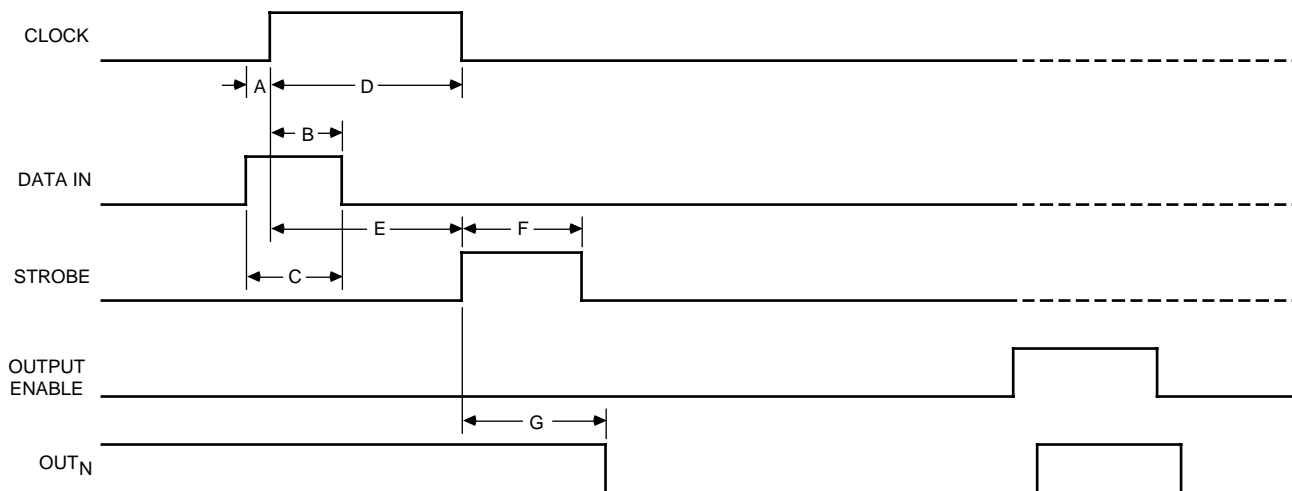 CLOCK
A
D
B
DATA IN
E
F
C
STROBE
OUTPUT
ENABLE
G
OUTN